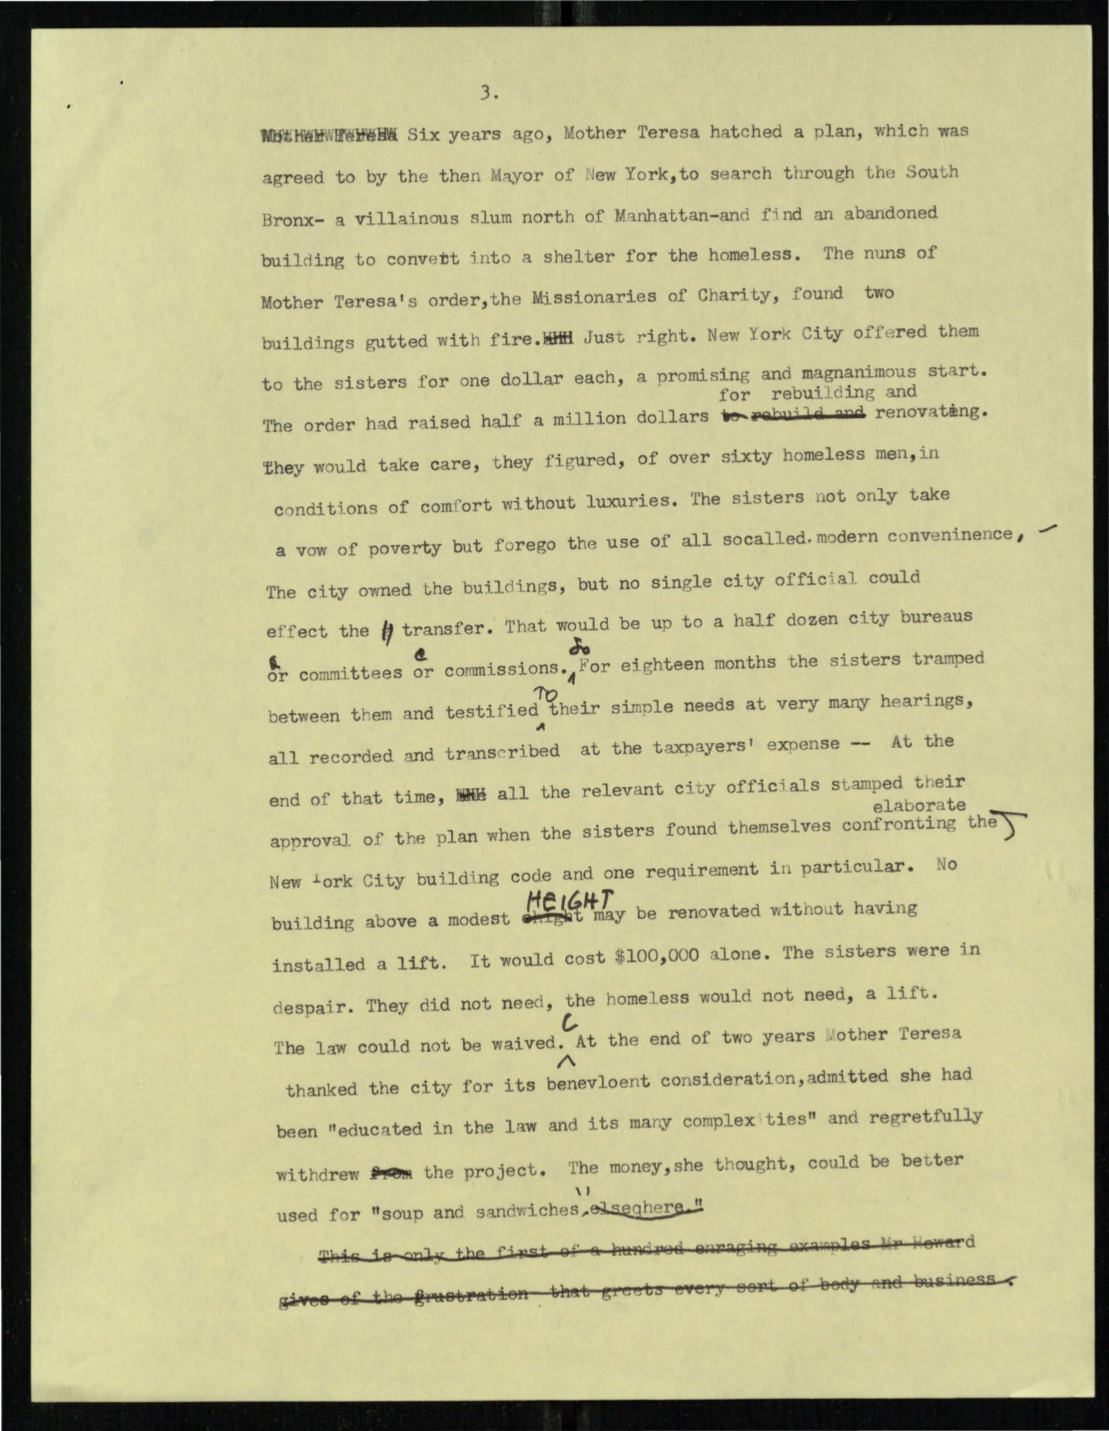 3.
Mother Teresa Six years ago, Mother Teresa hatched a plan, which was
agreed to by the then Mayor of New York,to search through the South
Bronx- a villainous slum north of Manhattan-and find an abandoned
building to convert into a shelter for the homeless. The nuns of
Mother Teresa's order,the Missionaries of Charity, found two
buildings gutted with fire. Just right. New York City offered them
to the sisters for one dollar each, a promising and magnanimous start.
for rebuilding and
The order had raised half a million dollars to rebuild and renovating.
they would take care, they figured, of over sixty homeless men,in
conditions of comfort without luxuries. The sisters not only take
a vow of poverty but forego the use of all socalled.modern conveninence,
The city owned the buildings, but no single city official could
effect the transfer. That would be up to a half dozen city bureaus
So
or committees or commissions. For eighteen months the sisters tramped
TO
between them and testified their simple needs at very many hearings,
all recorded and transcribed at the taxpayers' expense -- At the
end of that time, all the relevant city officials stamped their
elaborate
approval of the plan when the sisters found themselves confronting the
New York City building code and one requirement in particular. No
HEIGHT
building above a modest ehight may be renovated without having
installed a lift. It would cost $100,000 alone. The sisters were in
despair. They did not need, the homeless would not need, a lift.
The law could not be waived. At the end of two years Mother Teresa
thanked the city for its benevloent consideration,admitted she had
been "educated in the law and its many complexities" and regretfully
withdrew from the project. The money,she thought, could be better
used for "soup and sandwiches" elseqhere."
This is only the first of a hundred enraging examples Mr Howard
gives of the frustration that greets every sort of body and business.